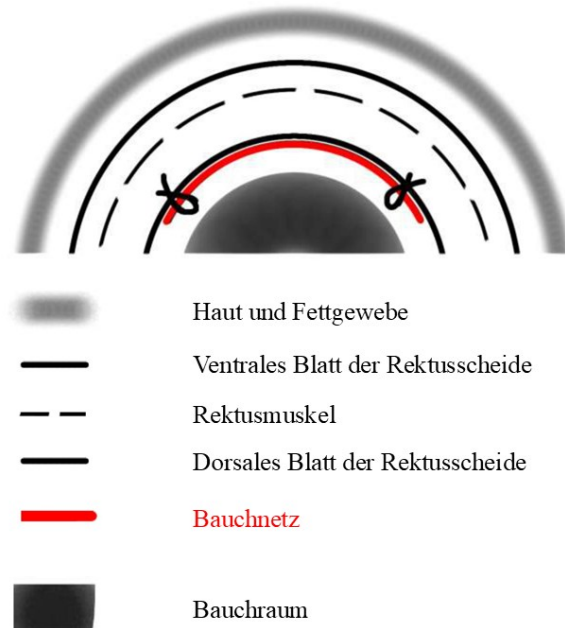 Haut und Fettgewebe
Ventrales Blatt der Rektusscheide
Rektusmuskel
Dorsales Blatt der Rektusscheide
Bauchnetz
Bauchraum